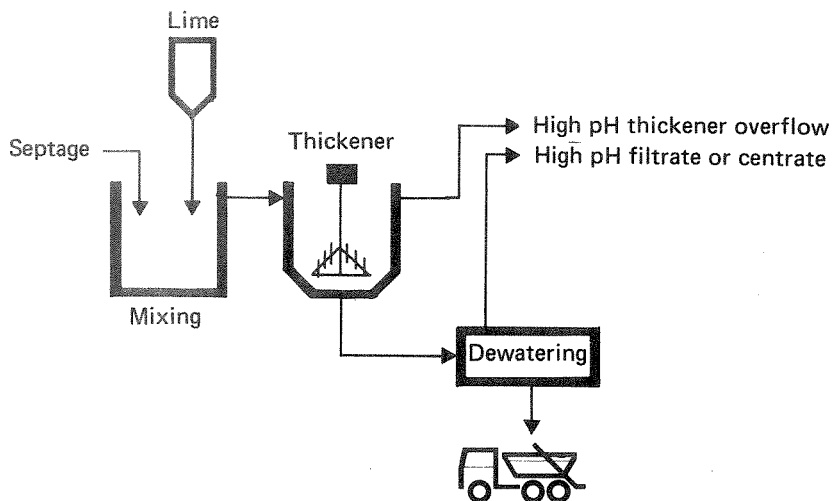 Lime
Septage
Thickener
High pH thickener overflow
High pH filtrate or centrate
Mixing
Dewatering